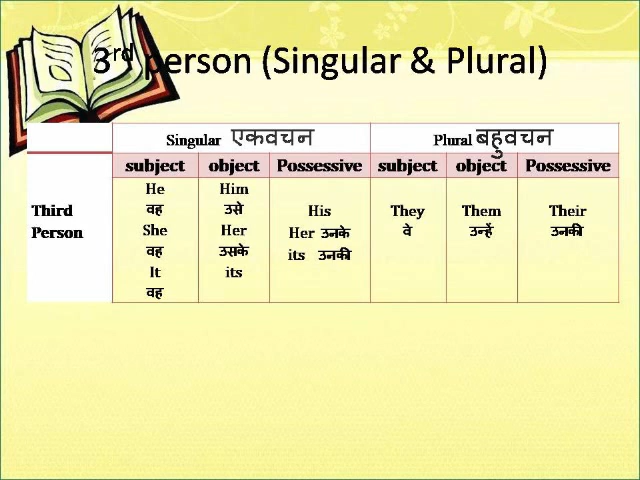 3rd person (Singular & Plural)
Singular एकवचन Plural बहुवचन
subject object Possessive subject object Possessive
Third Person
He
वह
She
वह
It
वह
Him
उसे
Her
उसके
its
His
Her उनके
its उनकी
They
वे
Them
उन्हें
Their
उनकी